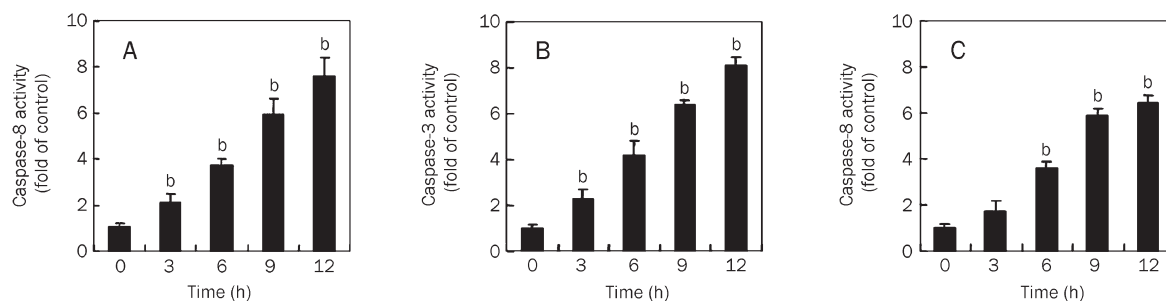 A
Caspase-8 activity
(fold of control)
10
8
6
4
2
0
b
b
b
b
0 3 6 9 12
Time (h)
B
Caspase-3 activity
(fold of control)
10
8
6
4
2
0
b
b
b
b
0 3 6 9 12
Time (h)
C
Caspase-8 activity
(fold of control)
10
8
6
4
2
0
b
b
b
0 3 6 9 12
Time (h)